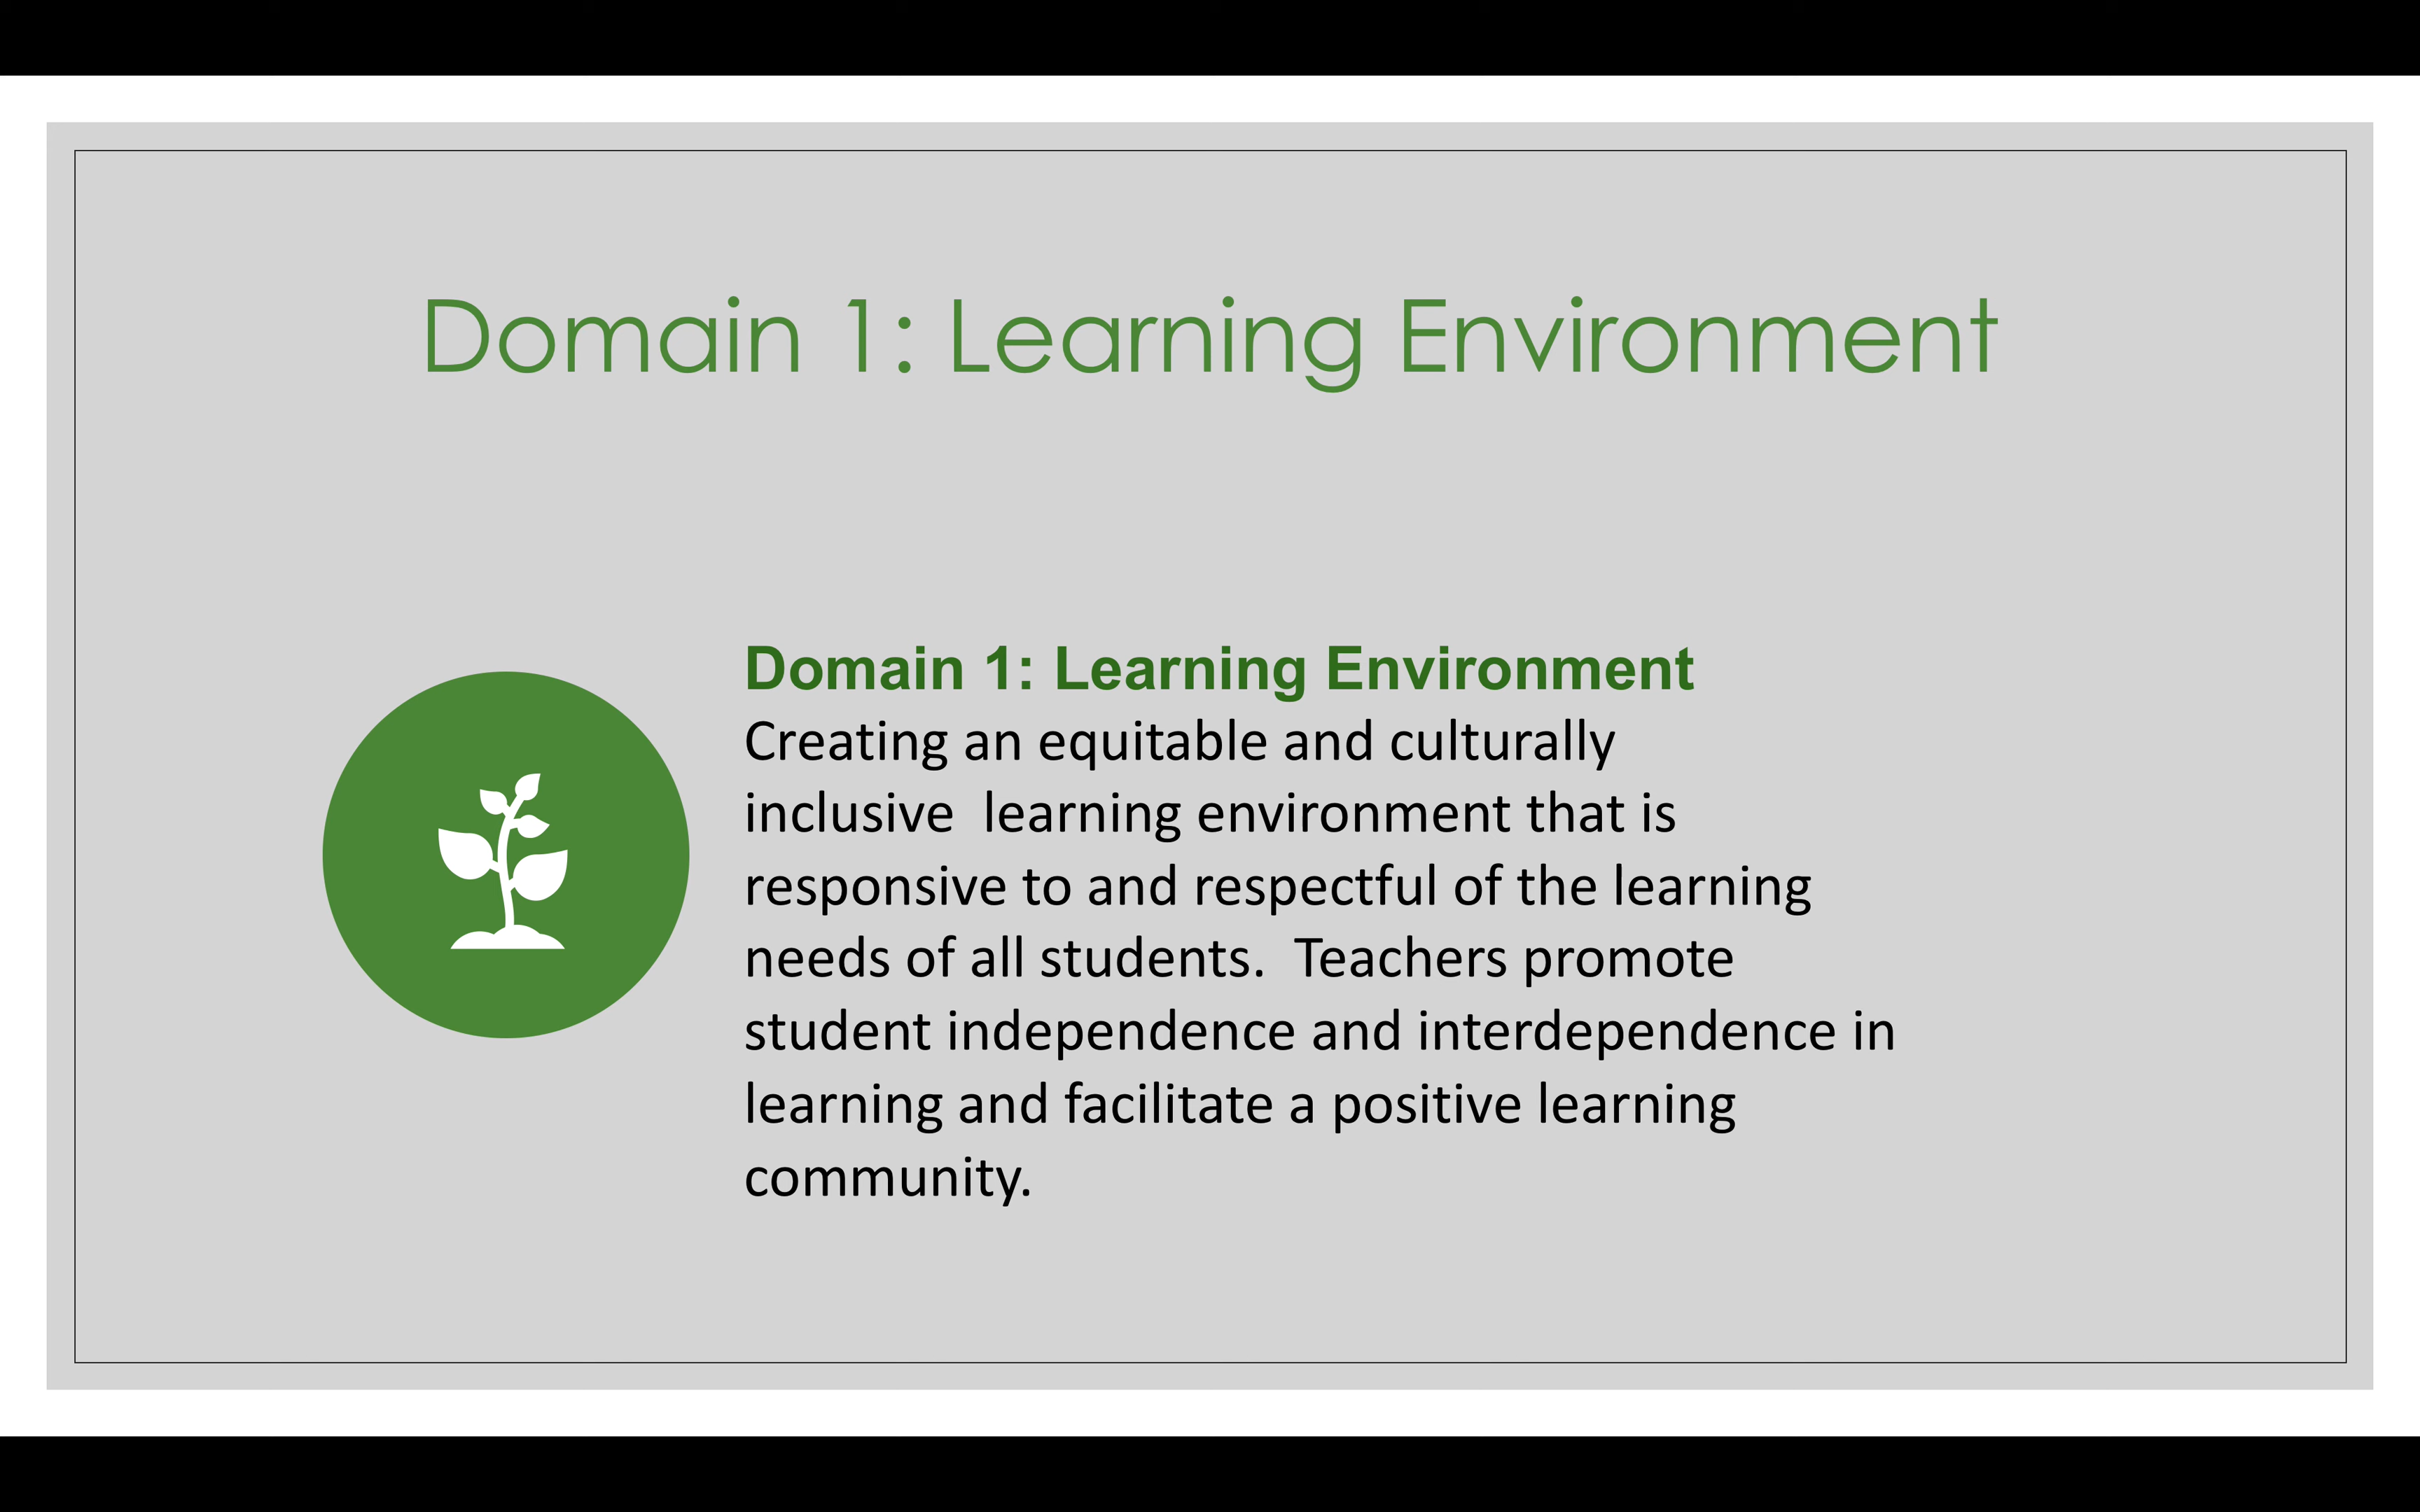 Domain 1: Learning Environment
Domain 1: Learning Environment
Creating an equitable and culturally
inclusive  learning environment that is
responsive to and respectful of the learning
needs of all students.  Teachers promote
student independence and interdependence in
learning and facilitate a positive learning
community.